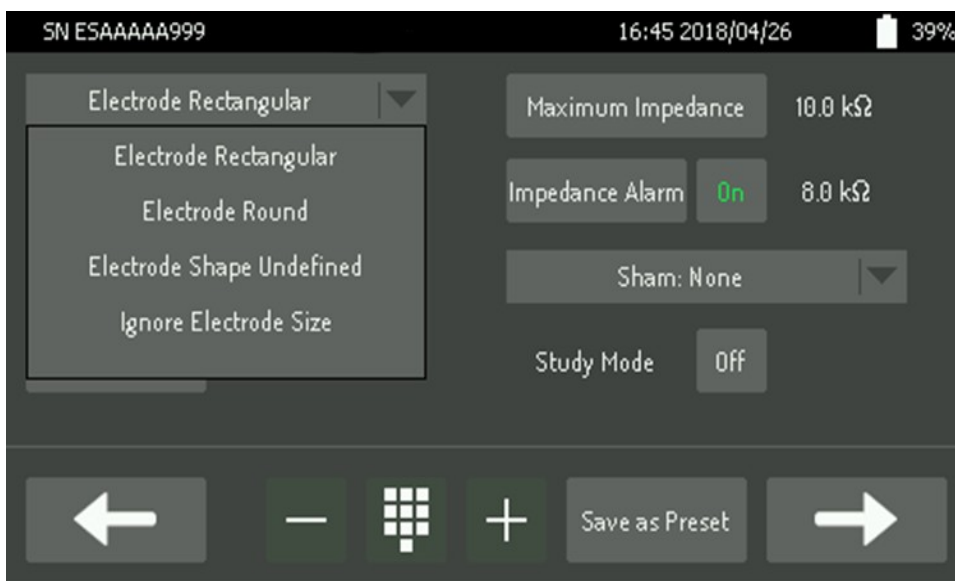 SN ESAAAAA999
16:45 2018/04/26
39%
Electrode Rectangular
Electrode Rectangular
Electrode Round
Electrode Shape Undefined
Ignore Electrode Size
Maximum Impedance 10.0 kΩ
Impedance Alarm On 8.0 kΩ
Sham: None
Study Mode Off
Save as Preset